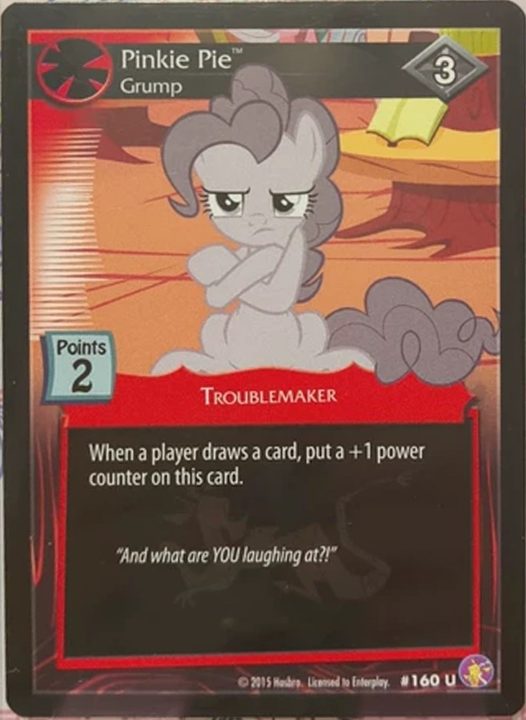 Pinkie Pie™
Grump
3
Points
2
TROUBLEMAKER
When a player draws a card, put a +1 power
counter on this card.
"And what are YOU laughing at?!"
© 2015 Hasbro. Licensed to Enterplay. #160 U